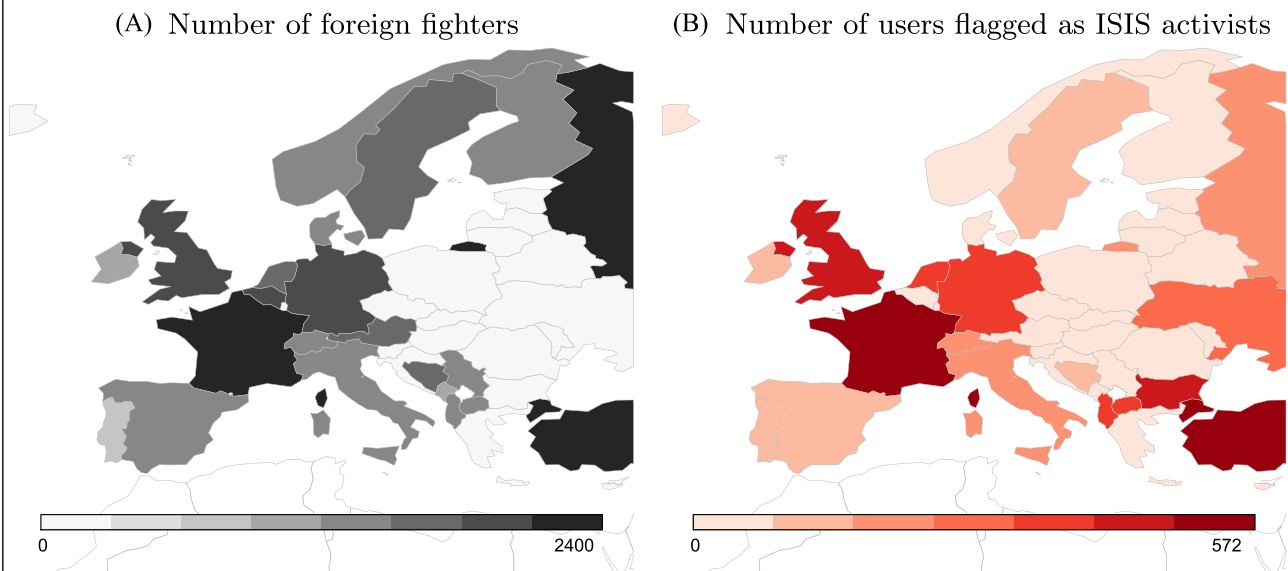 (A) Number of foreign fighters
(B) Number of users flagged as ISIS activists
0 2400
0 572